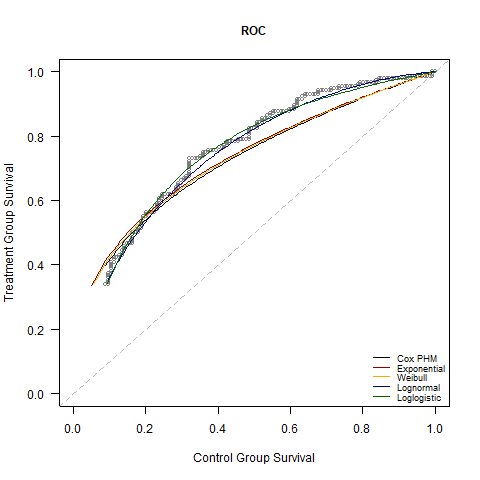 ROC
Treatment Group Survival
1.0
0.8
0.6
0.4
0.2
0.0
Cox PHM
Exponential
Weibull
Lognormal
Loglogistic
0.0 0.2 0.4 0.6 0.8 1.0
Control Group Survival